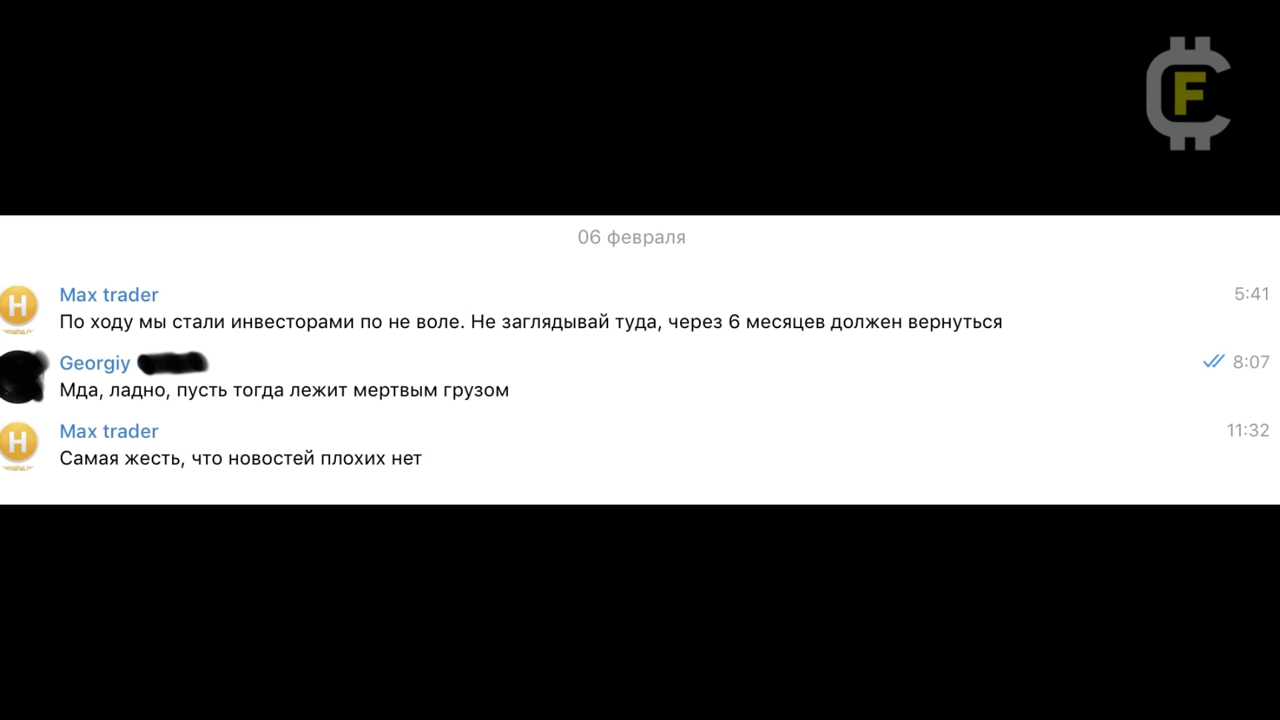 F
06 февраля
Max trader 5:41
По ходу мы стали инвесторами по не воле. Не заглядывай туда, через 6 месяцев должен вернуться
Georgiy 8:07
Мда, ладно, пусть тогда лежит мертвым грузом
Max trader 11:32
Самая жесть, что новостей плохих нет
H
H